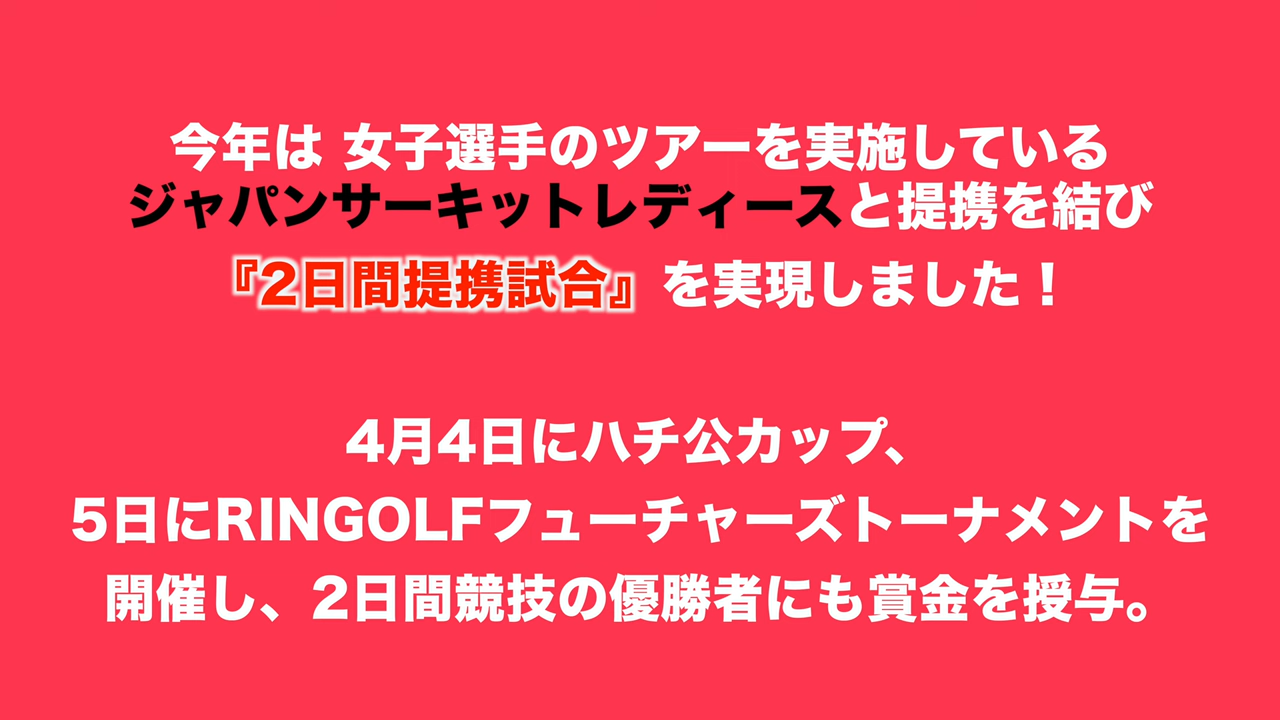 今年は 女子選手のツアーを実施している
ジャパンサーキットレディースと提携を結び
『2日間提携試合』を実現しました！
4月4日にハチ公カップ、
5日にRINGOLFフューチャーズトーナメントを
開催し、2日間競技の優勝者にも賞金を授与。